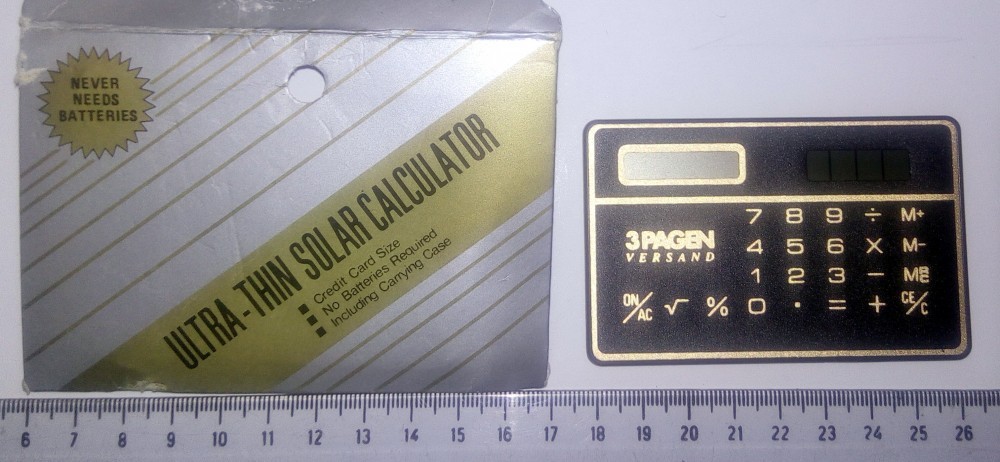 NEVER
NEEDS
BATTERIES
ULTRA-THIN SOLAR CALCULATOR
Credit Card Size
No Batteries Required
Including Carrying Case
7 8 9 ÷ M+
3 PAGEN
VERSAND
4 5 6 X M-
1 2 3 −
ON/AC √ % 0 · = + CE/C
6 7 8 9 10 11 12 13 14 15 16 17 18 19 20 21 22 23 24 25 26